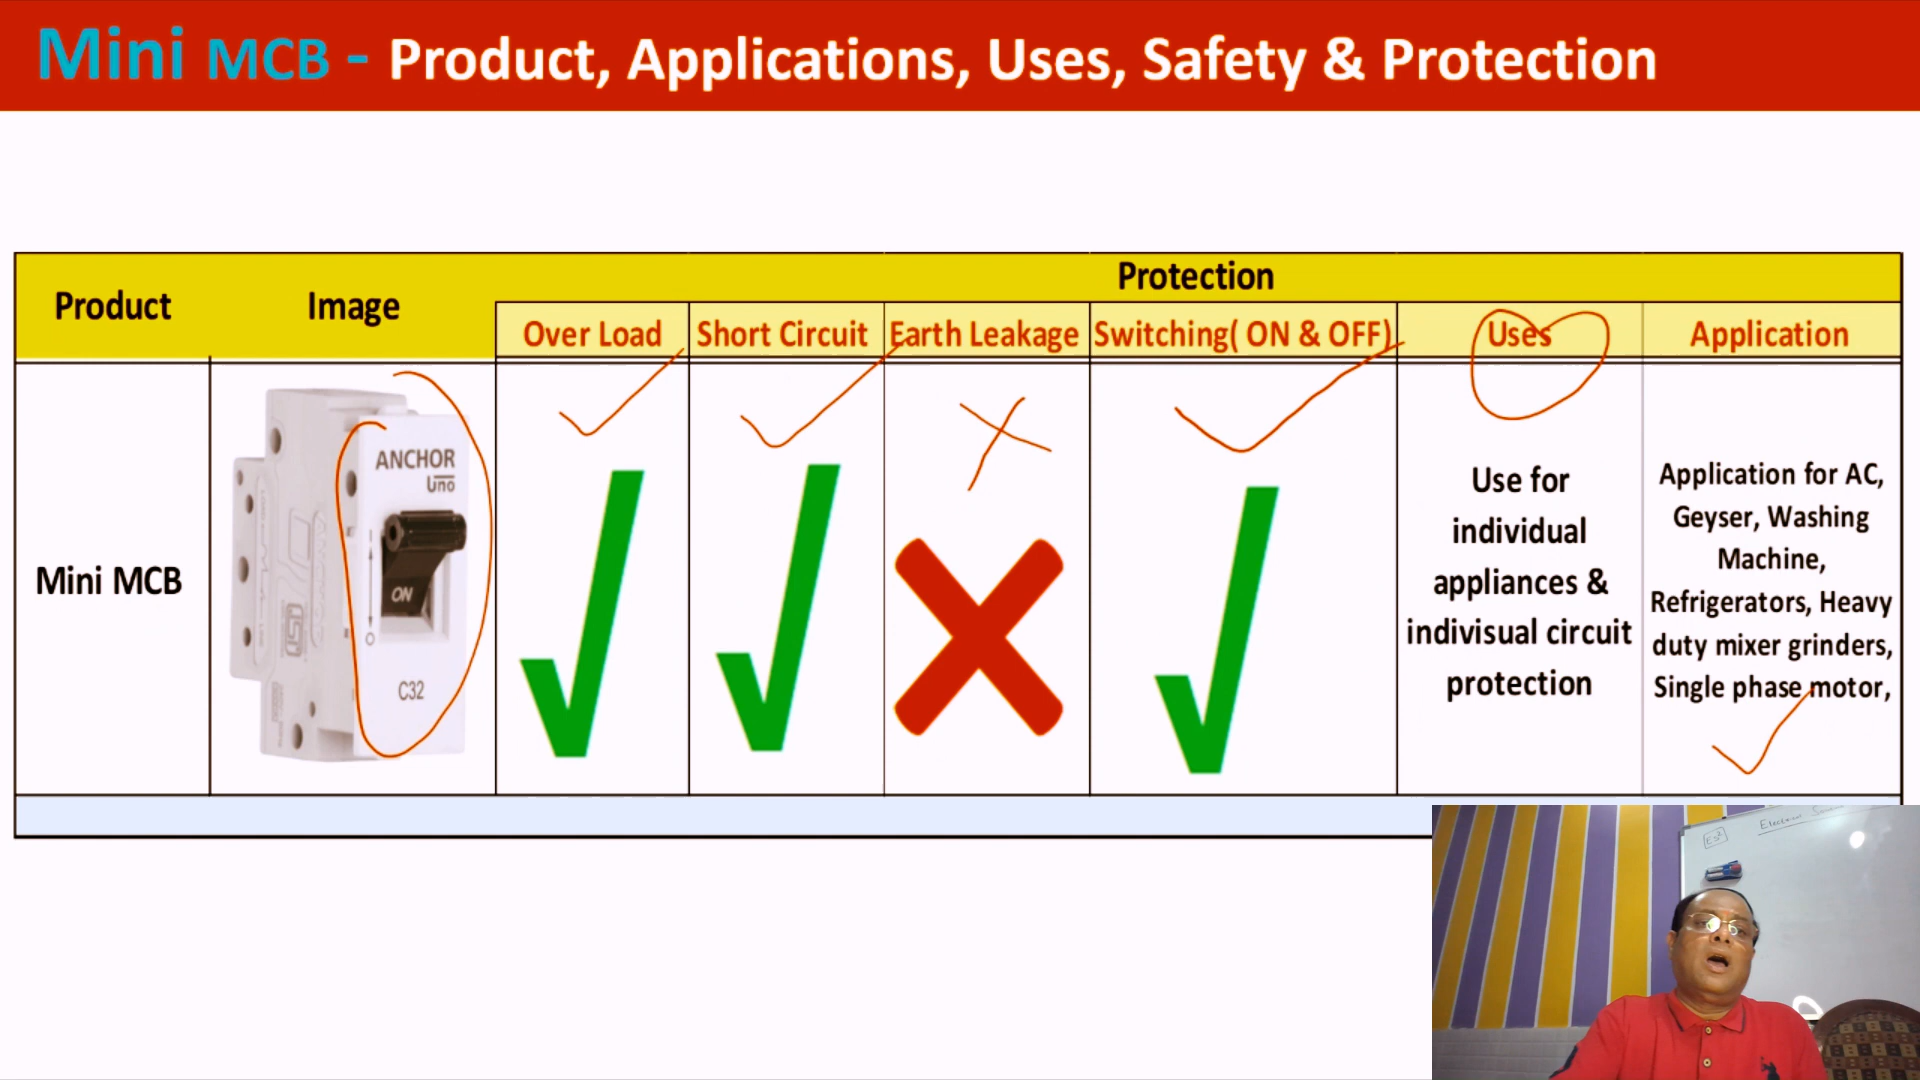 Mini MCB - Product, Applications, Uses, Safety & Protection
Product
Image
Protection
Over Load
Short Circuit
Earth Leakage
Switching( ON & OFF)
Uses
Application
Mini MCB
ANCHOR
Uno
ON
O
C32
ISI
Use for
individual
appliances &
indivisual circuit
protection
Application for AC,
Geyser, Washing
Machine,
Refrigerators, Heavy
duty mixer grinders,
Single phase motor,